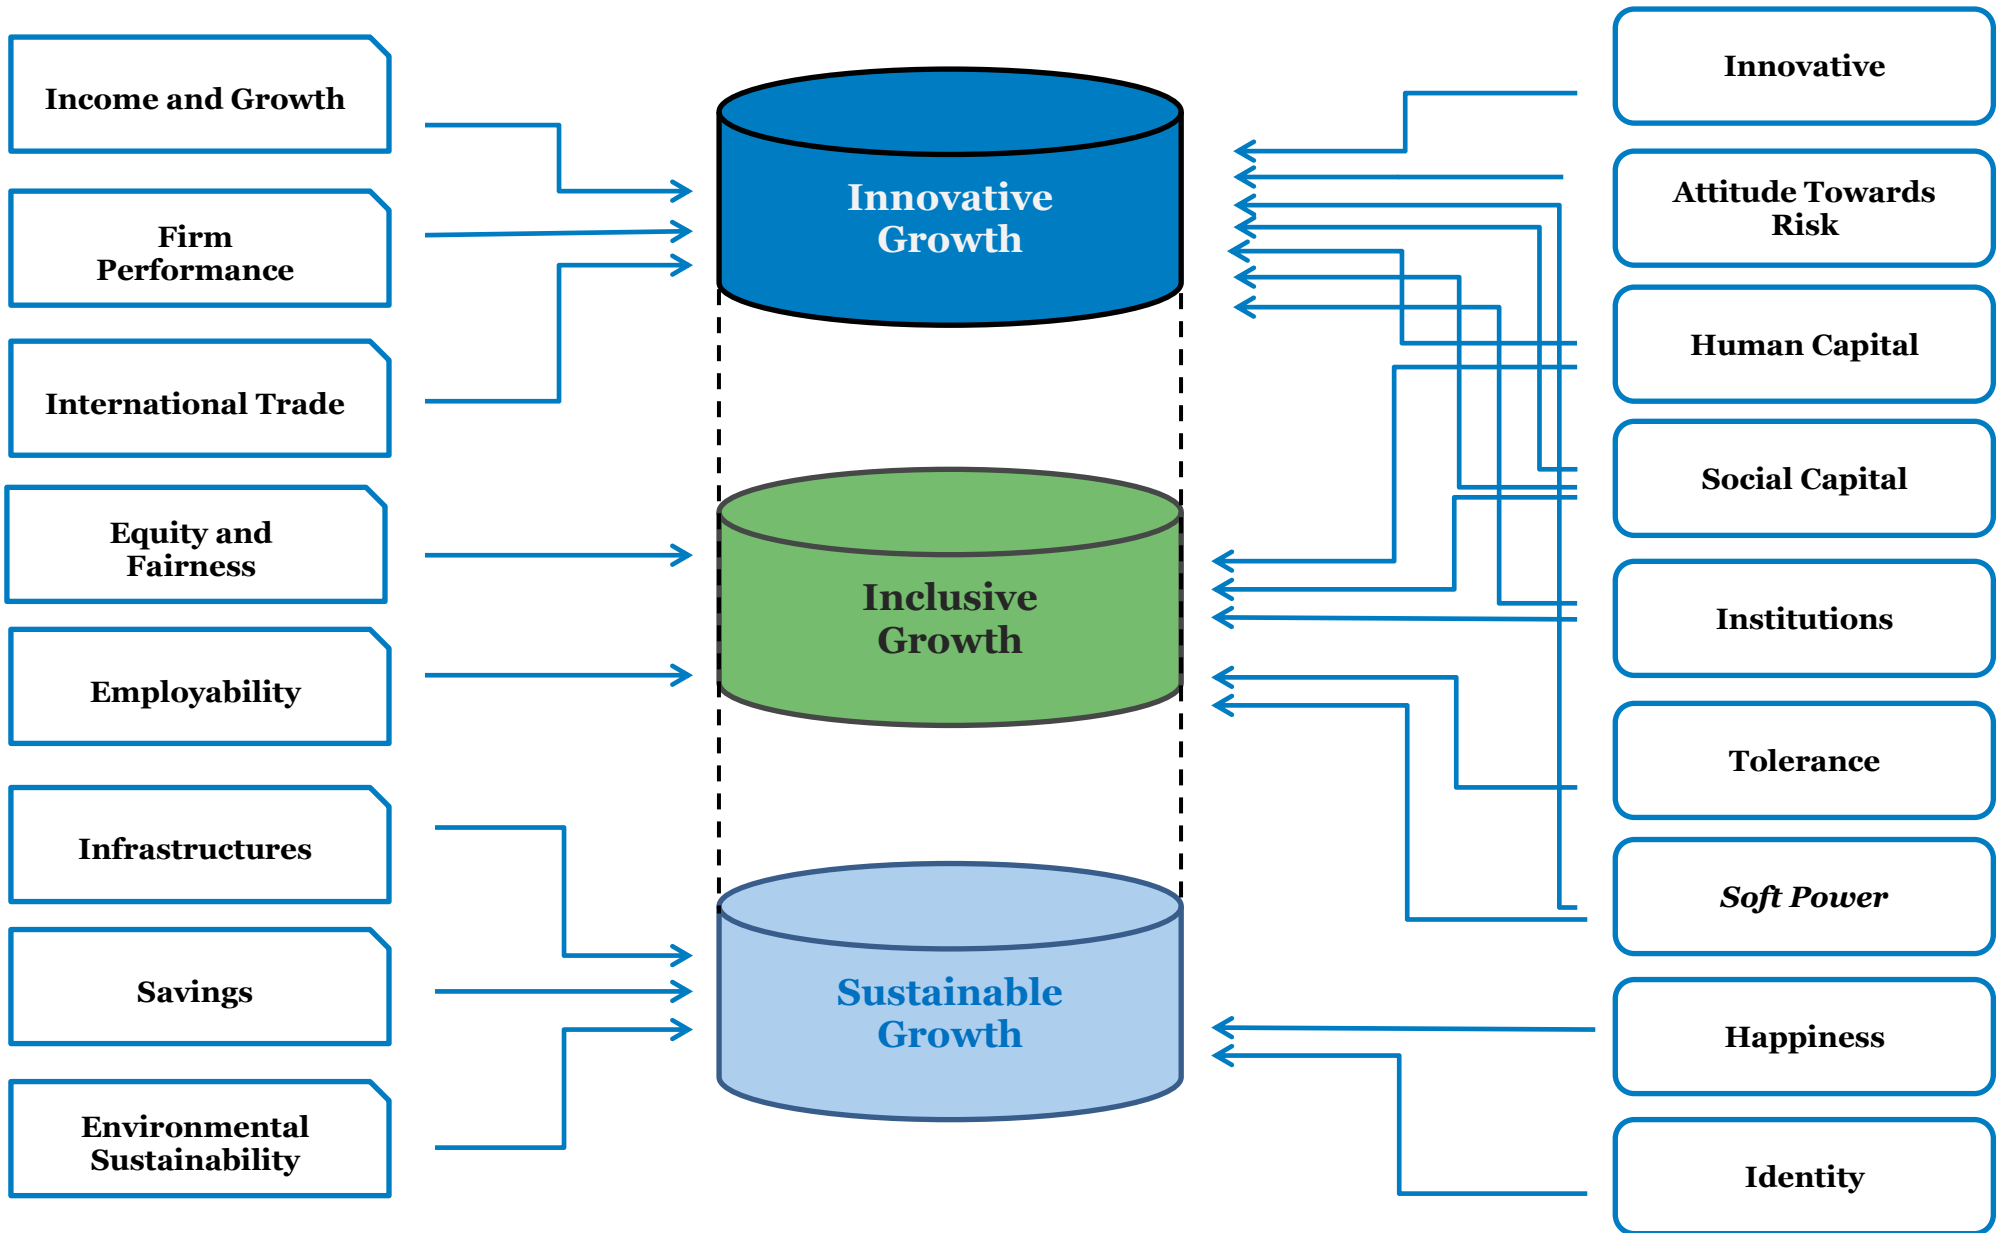 Income and Growth
Firm
Performance
International Trade
Equity and
Fairness
Employability
Infrastructures
Savings
Environmental
Sustainability
Innovative
Growth
Inclusive
Growth
Sustainable
Growth
Innovative
Attitude Towards
Risk
Human Capital
Social Capital
Institutions
Tolerance
Soft Power
Happiness
Identity